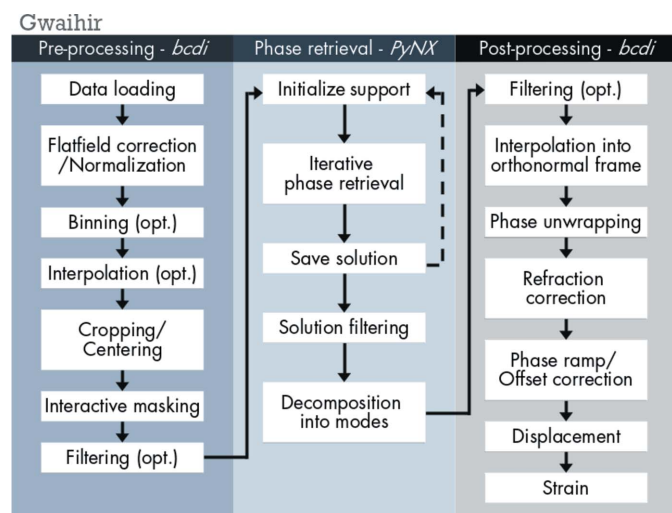 Gwaihir
Pre-processing - bcdi
Data loading
Flatfield correction
/Normalization
Binning (opt.)
Interpolation (opt.)
Cropping/
Centering
Interactive masking
Filtering (opt.)
Phase retrieval - PyNX
Initialize support
Iterative
phase retrieval
Save solution
Solution filtering
Decomposition
into modes
Post-processing - bcdi
Filtering (opt.)
Interpolation into
orthonormal frame
Phase unwrapping
Refraction
correction
Phase ramp/
Offset correction
Displacement
Strain